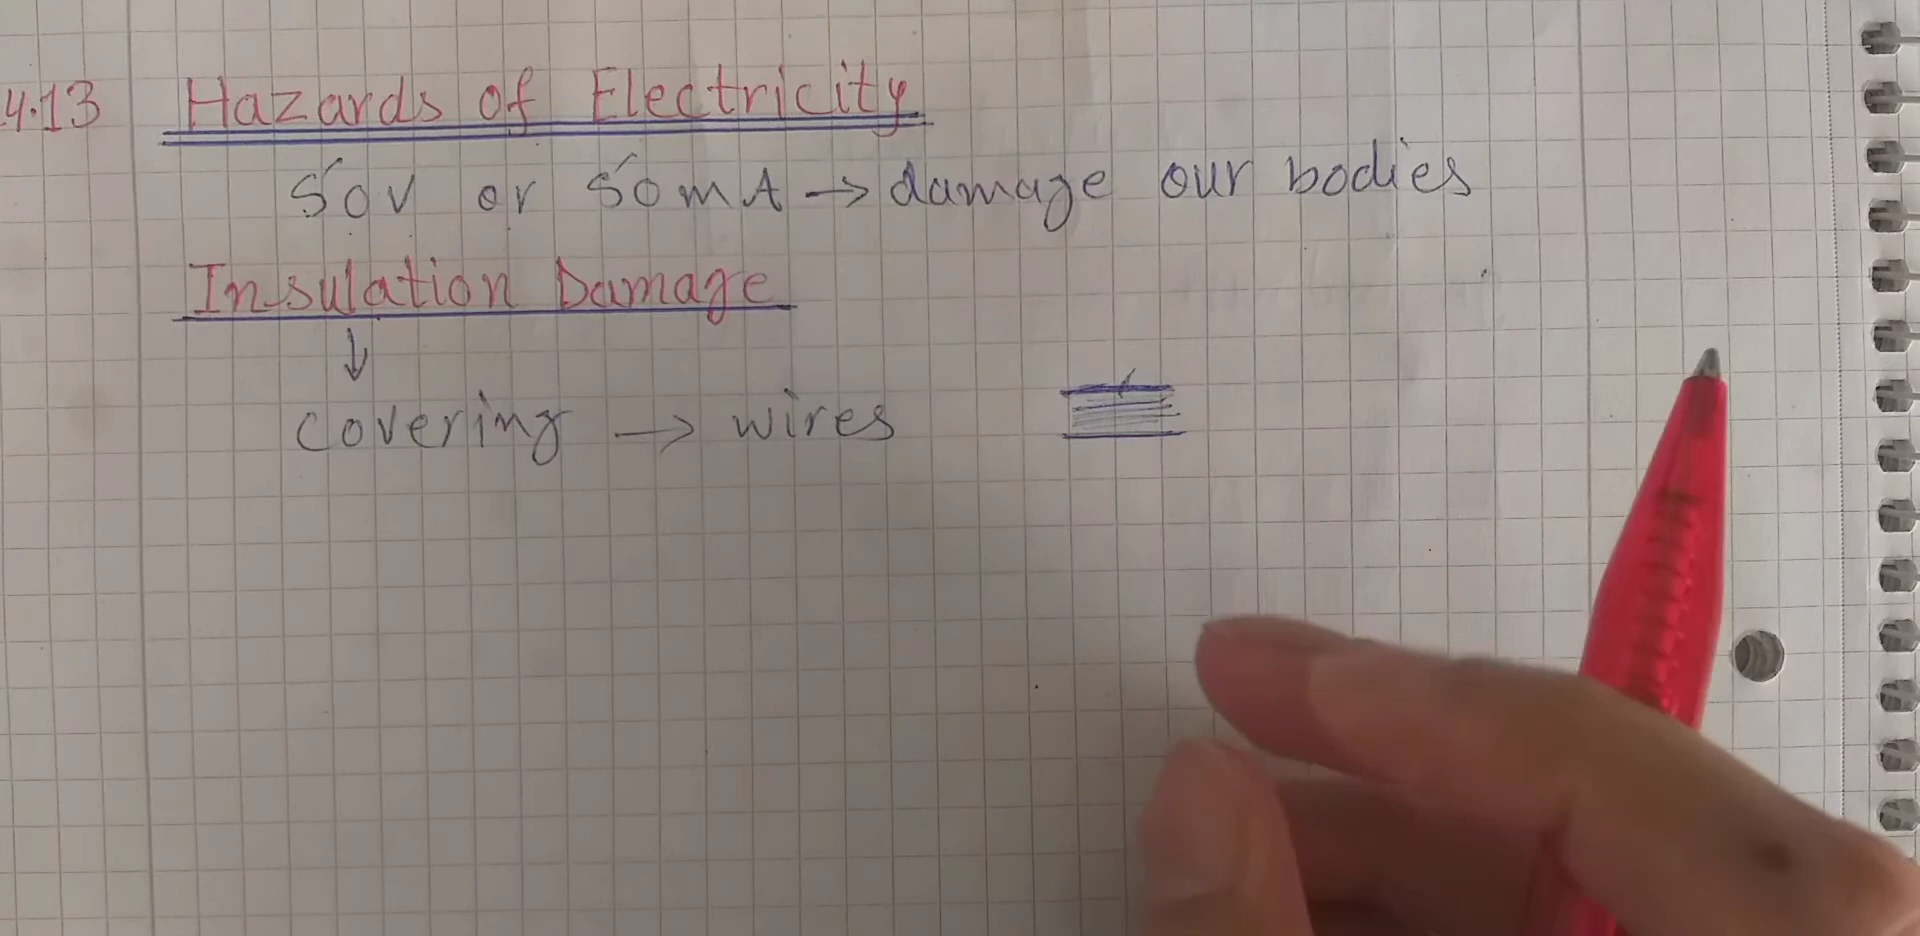 4.13 Hazards of Electricity
50V or 50mA → damage our bodies
Insulation Damage
↓
covering → wires